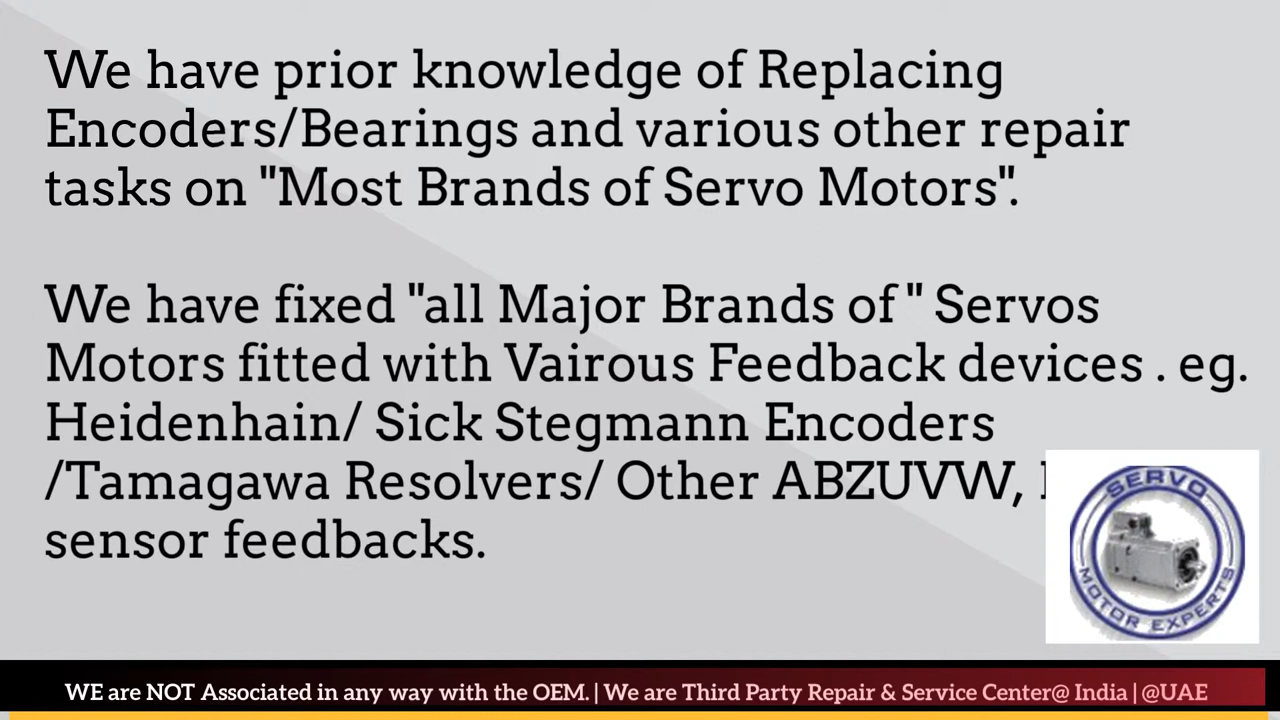 We have prior knowledge of Replacing
Encoders/Bearings and various other repair
tasks on "Most Brands of Servo Motors".
We have fixed "all Major Brands of " Servos
Motors fitted with Vairous Feedback devices . eg.
Heidenhain/ Sick Stegmann Encoders
/Tamagawa Resolvers/ Other ABZUVW,
sensor feedbacks.
SERVO
MOTOR EXPERTS
WE are NOT Associated in any way with the OEM. | We are Third Party Repair & Service Center@ India | @UAE